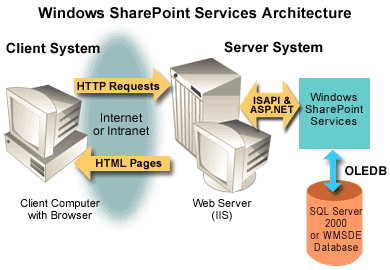 Windows SharePoint Services Architecture
Client System
Server System
HTTP Requests
Internet
or Intranet
HTML Pages
ISAPI &
ASP.NET
Windows
SharePoint
Services
Client Computer
with Browser
Web Server
(IIS)
OLEDB
SQL Server
2000
or WMSDE
Database